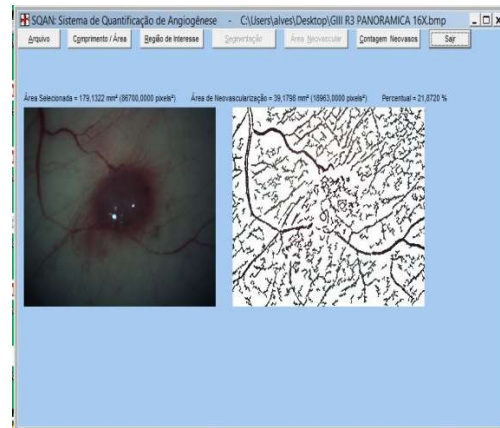 SQAN: Sistema de Quantificação de Angiogênese - C:\Users\alves\Desktop\GIII R3 PANORAMICA 16X.bmp
Arquivo Comprimento / Área Região de Interesse Segmentação Área Neovascular Contagem Neovasos Sair
Área Selecionada = 179,1322 mm² (86700,0000 pixels²) Área de Neovascularização = 39,1798 mm² (18963,0000 pixels²) Percentual = 21,8720 %